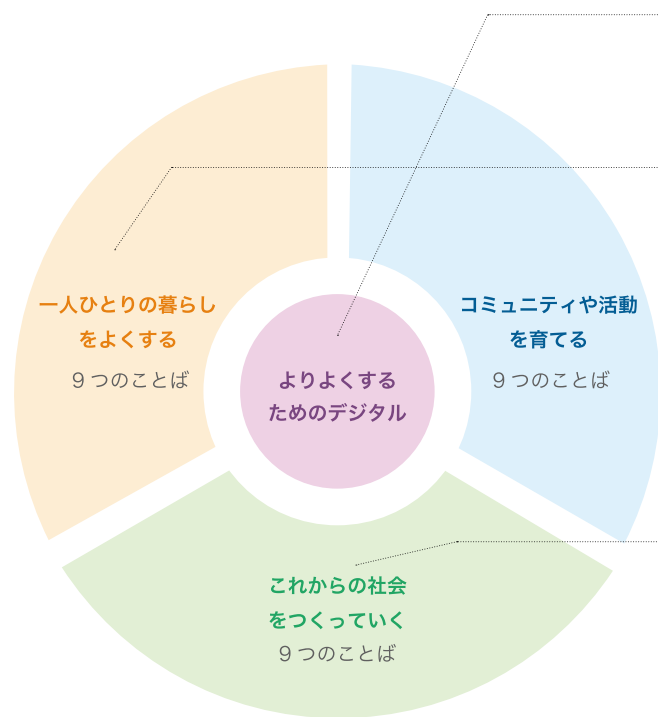 一人ひとりの暮らし
をよくする
9つのことば
コミュニティや活動
を育てる
9つのことば
よりよくする
ためのデジタル
これからの社会
をつくっていく
9つのことば